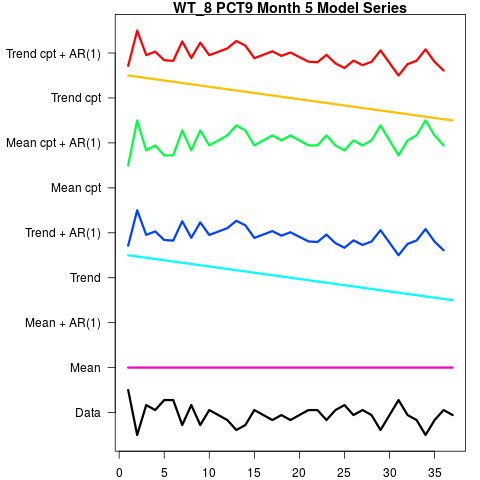 WT_8 PCT9 Month 5 Model Series
Trend cpt + AR(1)
Trend cpt
Mean cpt + AR(1)
Mean cpt
Trend + AR(1)
Trend
Mean + AR(1)
Mean
Data
0 5 10 15 20 25 30 35